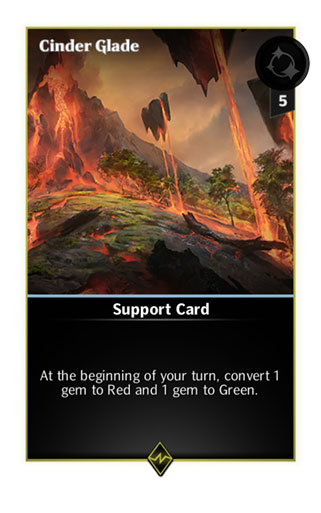 Cinder Glade
5
Support Card
At the beginning of your turn, convert 1
gem to Red and 1 gem to Green.